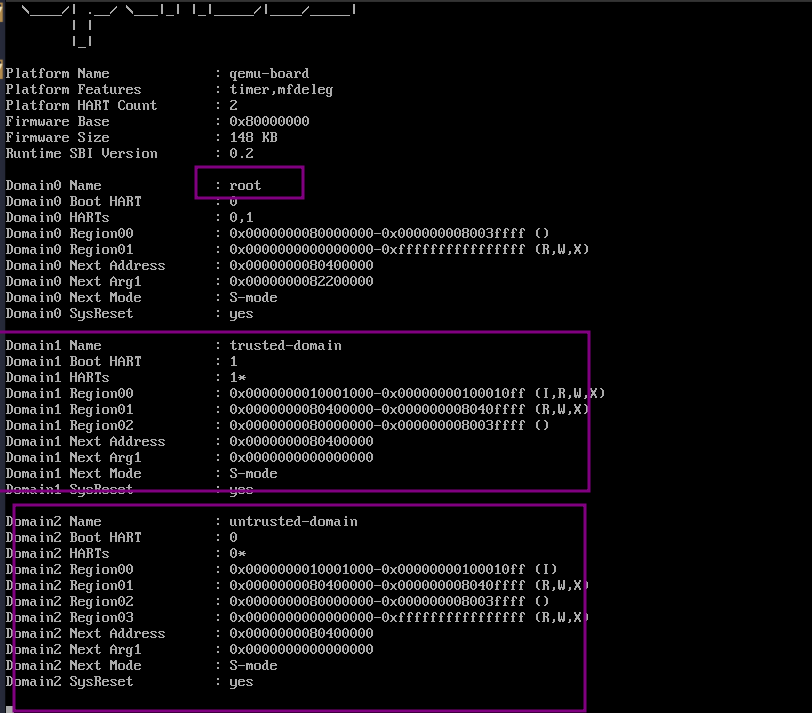 Platform Name : qemu-board
Platform Features : timer,mfdeleg
Platform HART Count : 2
Firmware Base : 0x80000000
Firmware Size : 148 KB
Runtime SBI Version : 0.2
Domain0 Name : root
Domain0 Boot HART : 0
Domain0 HARTs : 0,1
Domain0 Region00 : 0x0000000080000000-0x000000008003ffff ()
Domain0 Region01 : 0x0000000000000000-0xffffffffffffffff (R,W,X)
Domain0 Next Address : 0x0000000080400000
Domain0 Next Arg1 : 0x0000000082200000
Domain0 Next Mode : S-mode
Domain0 SysReset : yes
Domain1 Name : trusted-domain
Domain1 Boot HART : 1
Domain1 HARTs : 1*
Domain1 Region00 : 0x0000000010001000-0x00000000100010ff (I,R,W,X)
Domain1 Region01 : 0x0000000080400000-0x000000008040ffff (R,W,X)
Domain1 Region02 : 0x0000000080000000-0x000000008003ffff ()
Domain1 Next Address : 0x0000000080400000
Domain1 Next Arg1 : 0x0000000000000000
Domain1 Next Mode : S-mode
Domain1 SysReset : yes
Domain2 Name : untrusted-domain
Domain2 Boot HART : 0
Domain2 HARTs : 0*
Domain2 Region00 : 0x0000000010001000-0x00000000100010ff (I)
Domain2 Region01 : 0x0000000080400000-0x000000008040ffff (R,W,X)
Domain2 Region02 : 0x0000000080000000-0x000000008003ffff ()
Domain2 Region03 : 0x0000000000000000-0xffffffffffffffff (R,W,X)
Domain2 Next Address : 0x0000000080400000
Domain2 Next Arg1 : 0x0000000000000000
Domain2 Next Mode : S-mode
Domain2 SysReset : yes